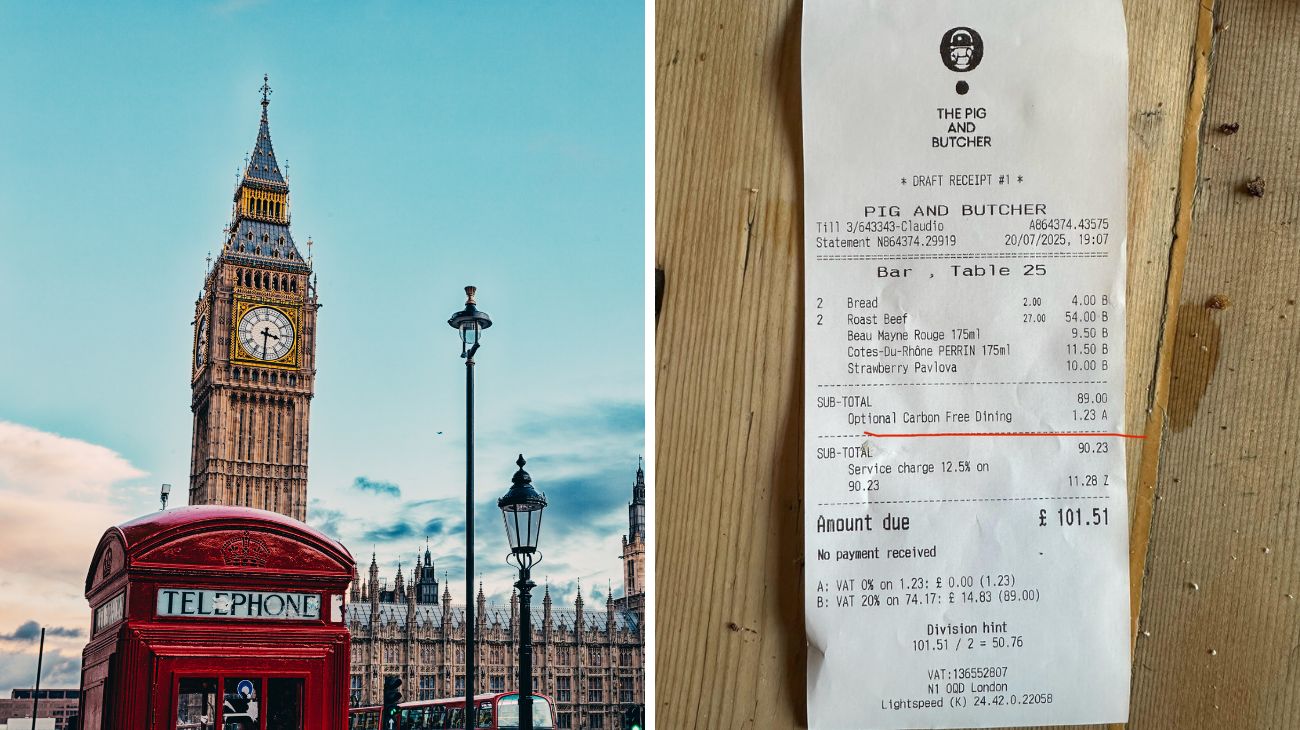 TELEPHONE
THE PIG
AND
BUTCHER
* DRAFT RECEIPT #1 *
PIG AND BUTCHER
Till 3/643343-Claudio A864374.43575
Statement N864374.29919 20/07/2025, 19:07
Bar , Table 25
2 Bread 2.00 4.00 B
2 Roast Beef 27.00 54.00 B
Beau Mayne Rouge 175ml 9.50 B
Cotes-Du-Rhône PERRIN 175ml 11.50 B
Strawberry Pavlova 10.00 B
SUB-TOTAL 89.00
Optional Carbon Free Dining 1.23 A
SUB-TOTAL 90.23
Service charge 12.5% on
90.23 11.28 Z
Amount due £ 101.51
No payment received
A: VAT 0% on 1.23: £ 0.00 (1.23)
B: VAT 20% on 74.17: £ 14.83 (89.00)
Division hint
101.51 / 2 = 50.76
VAT:136552807
N1 0QD London
Lightspeed (K) 24.42.0.22058